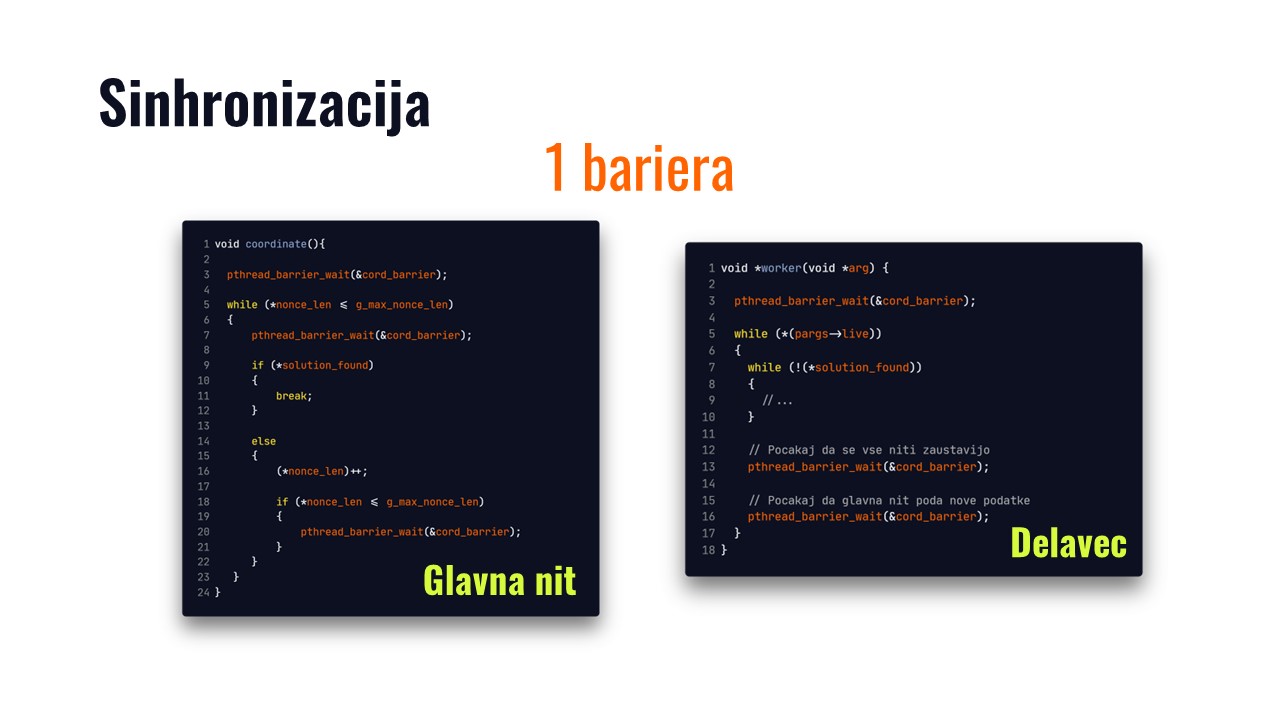 Sinhronizacija
1 bariera
1 void coordinate(){
2
3 pthread_barrier_wait(&cord_barrier);
4
5 while (*nonce_len ≤ g_max_nonce_len)
6 {
7 pthread_barrier_wait(&cord_barrier);
8
9 if (*solution_found)
10 {
11 break;
12 }
13
14 else
15 {
16 (*nonce_len)++;
17
18 if (*nonce_len ≤ g_max_nonce_len)
19 {
20 pthread_barrier_wait(&cord_barrier);
21 }
22 }
23 }
24 }
Glavna nit
1 void *worker(void *arg) {
2
3 pthread_barrier_wait(&cord_barrier);
4
5 while (*(pargs→live))
6 {
7 while (!(*solution_found))
8 {
9 //...
10 }
11
12 // Pocakaj da se vse niti zaustavijo
13 pthread_barrier_wait(&cord_barrier);
14
15 // Pocakaj da glavna nit poda nove podatke
16 pthread_barrier_wait(&cord_barrier);
17 }
18 }
Delavec